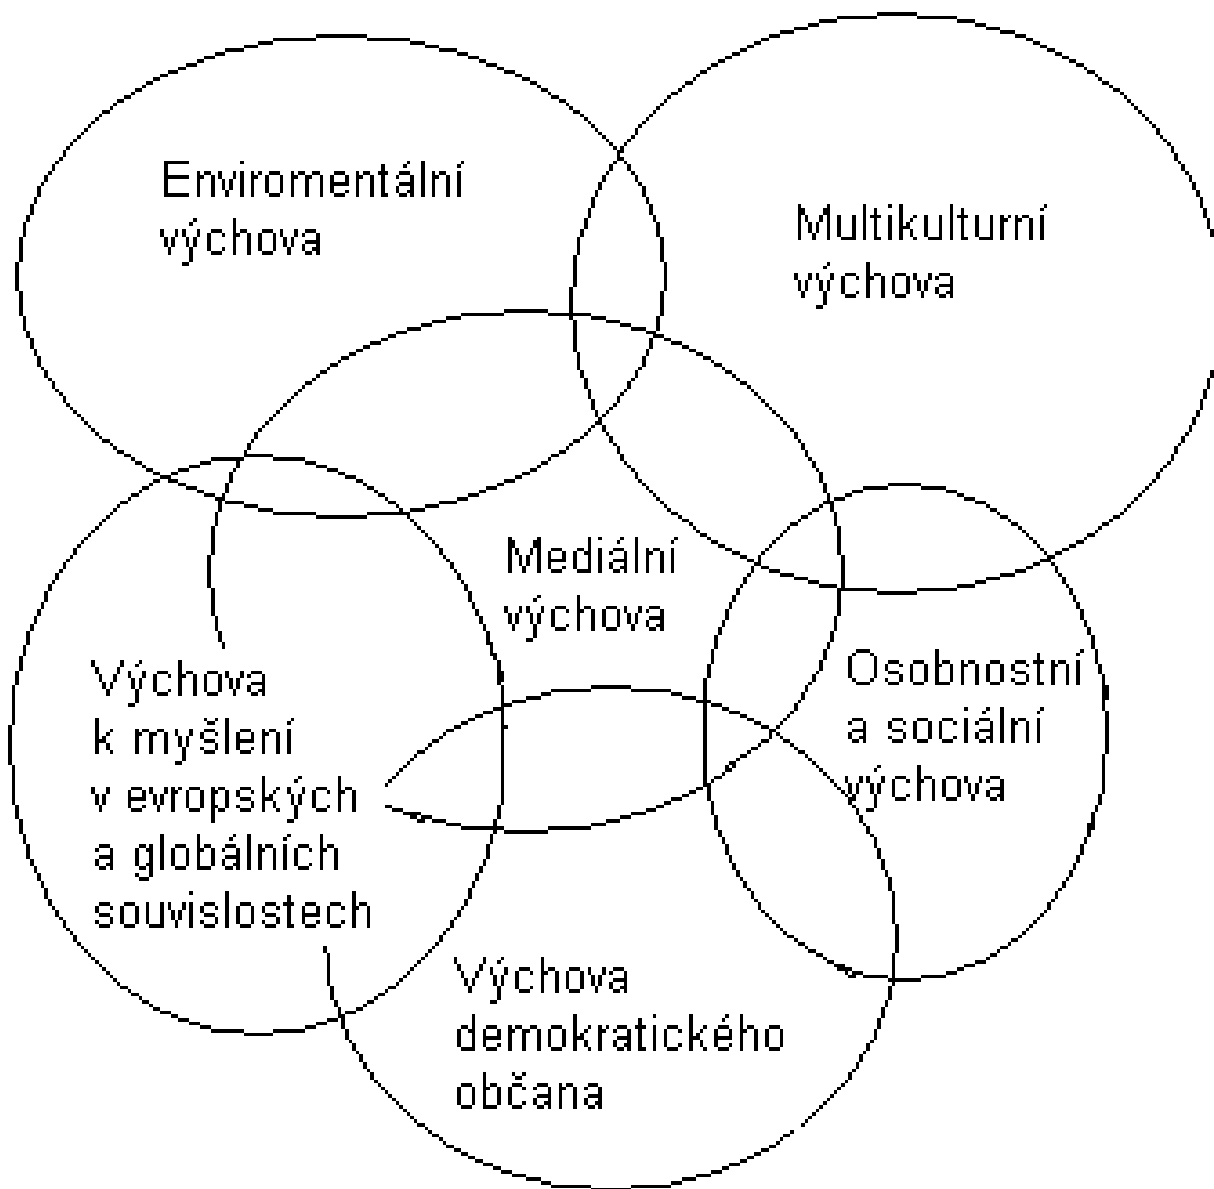 Enviromentální
výchova
Multikulturní
výchova
Mediální
výchova
Výchova
k myšlení
v evropských
a globálních
souvislostech
Osobnostní
a sociální
výchova
Výchova
demokratického
občana